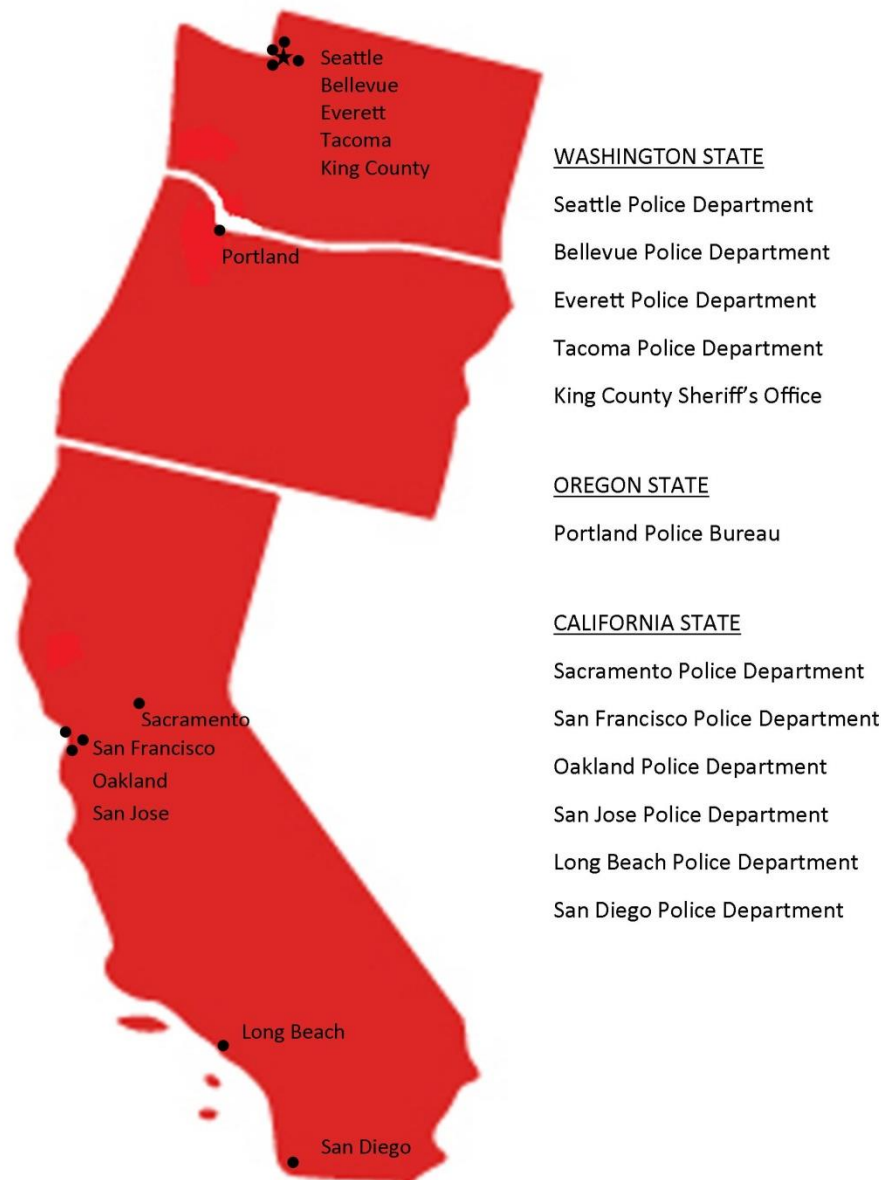 Seattle
Bellevue
Everett
Tacoma
King County
Portland
Sacramento
San Francisco
Oakland
San Jose
Long Beach
San Diego
WASHINGTON STATE
Seattle Police Department
Bellevue Police Department
Everett Police Department
Tacoma Police Department
King County Sheriff’s Office
OREGON STATE
Portland Police Bureau
CALIFORNIA STATE
Sacramento Police Department
San Francisco Police Department
Oakland Police Department
San Jose Police Department
Long Beach Police Department
San Diego Police Department